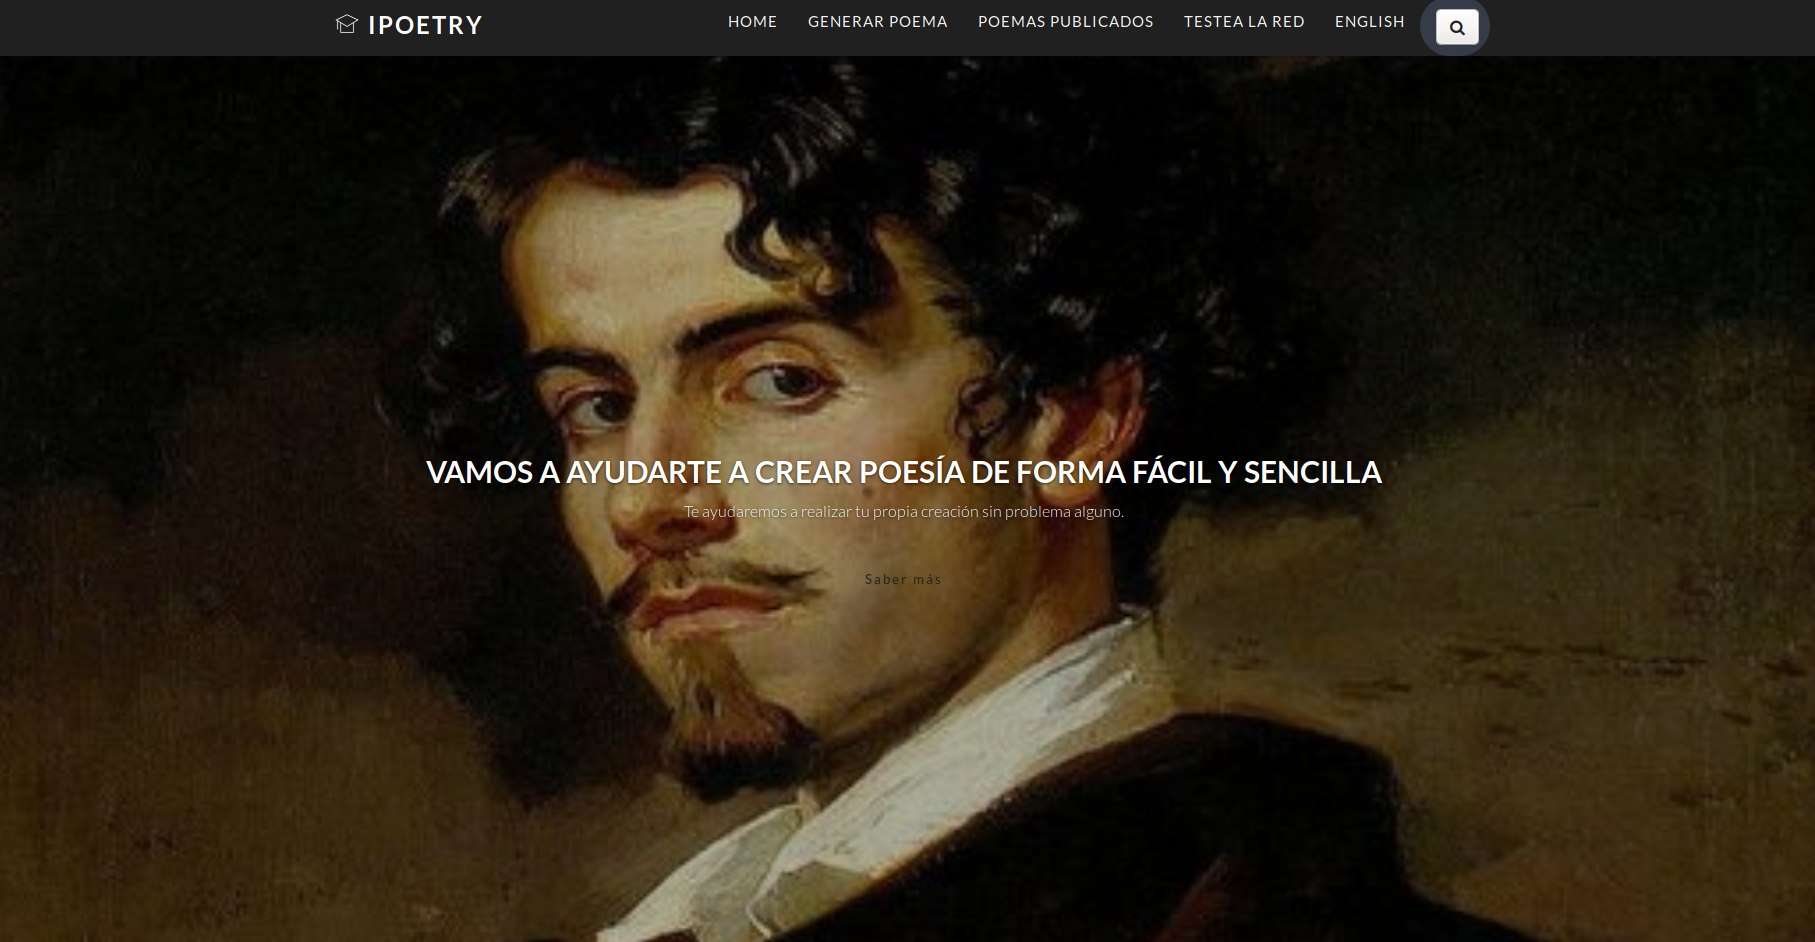 IPOETRY
HOME GENERAR POEMA POEMAS PUBLICADOS TESTEA LA RED ENGLISH
VAMOS A AYUDARTE A CREAR POESÍA DE FORMA FÁCIL Y SENCILLA
Te ayudaremos a realizar tu propia creación sin problema alguno.
Saber más